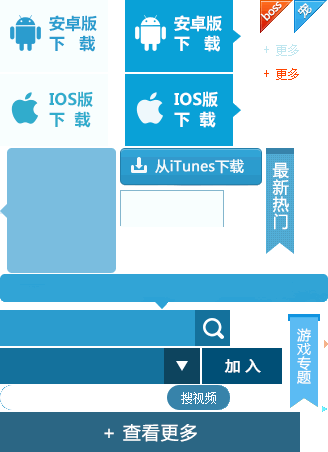 安卓版
下 载
安卓版
下 载
boss
宠
+ 更多
+ 更多
IOS版
下 载
IOS版
下 载
从iTunes下载
最新热门
游戏专题
加 入
搜视频
+ 查看更多